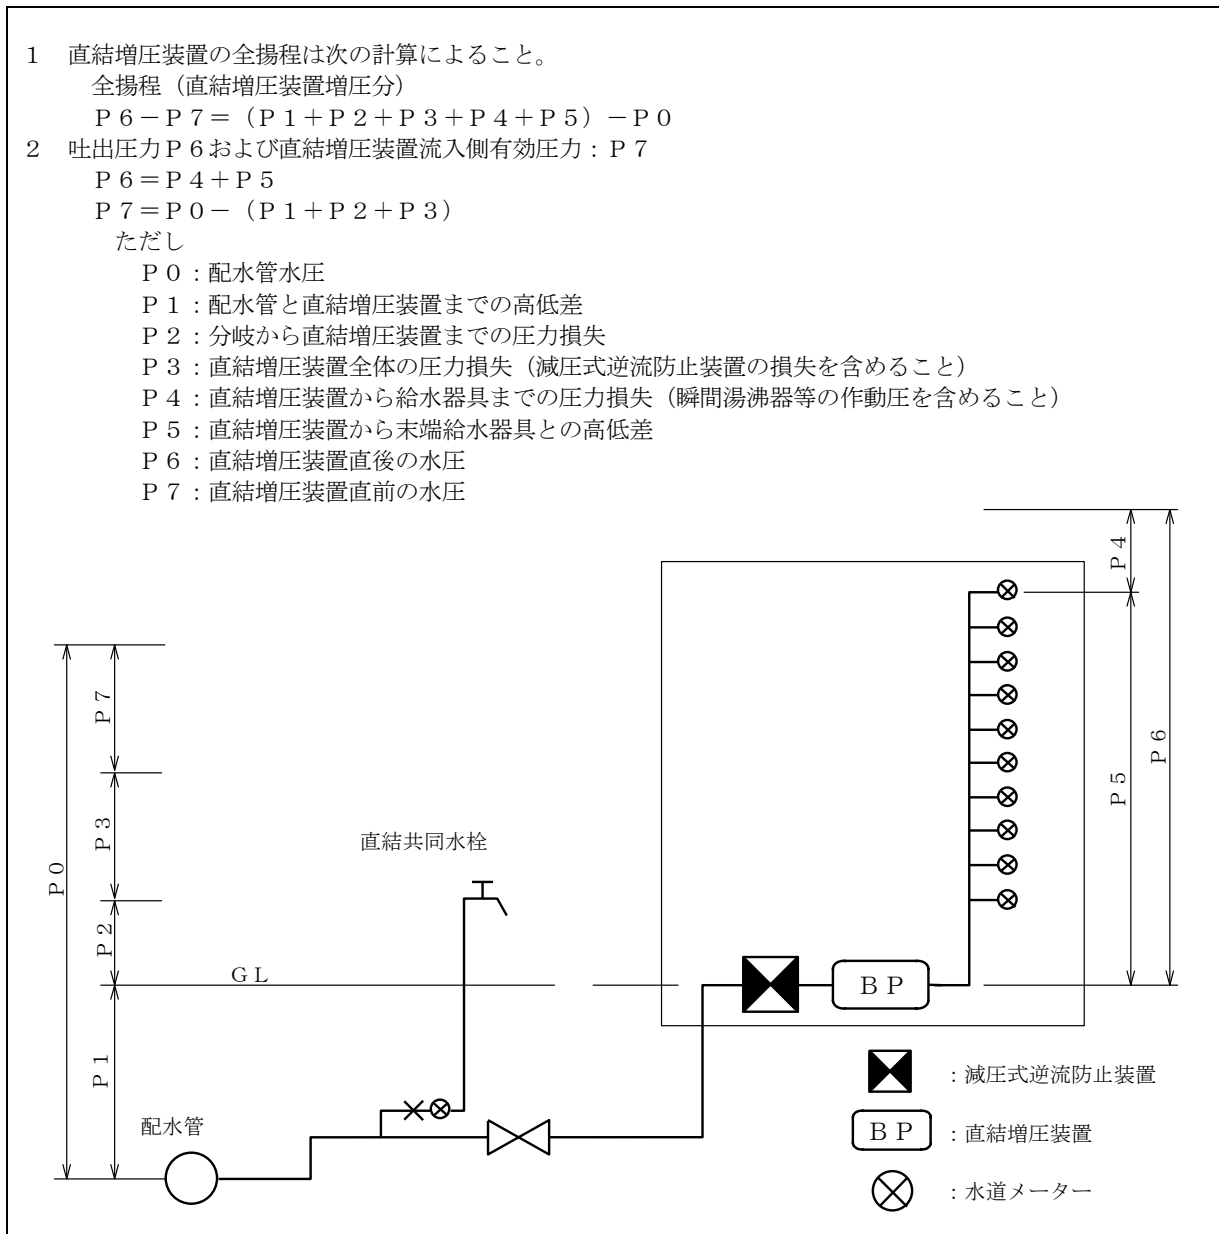 １　直結増圧装置の全揚程は次の計算によること。
全揚程（直結増圧装置増圧分）
Ｐ６－Ｐ７＝（Ｐ１＋Ｐ２＋Ｐ３＋Ｐ４＋Ｐ５）－Ｐ０
２　吐出圧力Ｐ６および直結増圧装置流入側有効圧力：Ｐ７
Ｐ６＝Ｐ４＋Ｐ５
Ｐ７＝Ｐ０－（Ｐ１＋Ｐ２＋Ｐ３）
ただし
Ｐ０：配水管水圧
Ｐ１：配水管と直結増圧装置までの高低差
Ｐ２：分岐から直結増圧装置までの圧力損失
Ｐ３：直結増圧装置全体の圧力損失（減圧式逆流防止装置の損失を含めること）
Ｐ４：直結増圧装置から給水器具までの圧力損失（瞬間湯沸器等の作動圧を含めること）
Ｐ５：直結増圧装置から末端給水器具との高低差
Ｐ６：直結増圧装置直後の水圧
Ｐ７：直結増圧装置直前の水圧
Ｐ４
Ｐ７
Ｐ６
Ｐ５
Ｐ３
直結共同水栓
Ｐ０
Ｐ２
ＧＬ
ＢＰ
Ｐ１
：減圧式逆流防止装置
配水管
ＢＰ
：直結増圧装置
：水道メーター